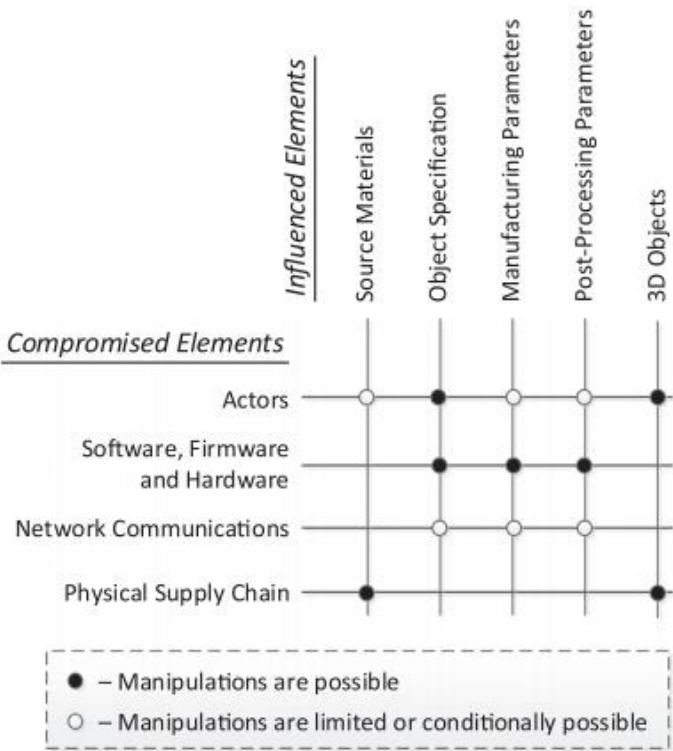 Influenced Elements
Source Materials
Object Specification
Manufacturing Parameters
Post-Processing Parameters
3D Objects
Compromised Elements
Actors
Software, Firmware
and Hardware
Network Communications
Physical Supply Chain
– Manipulations are possible
– Manipulations are limited or conditionally possible